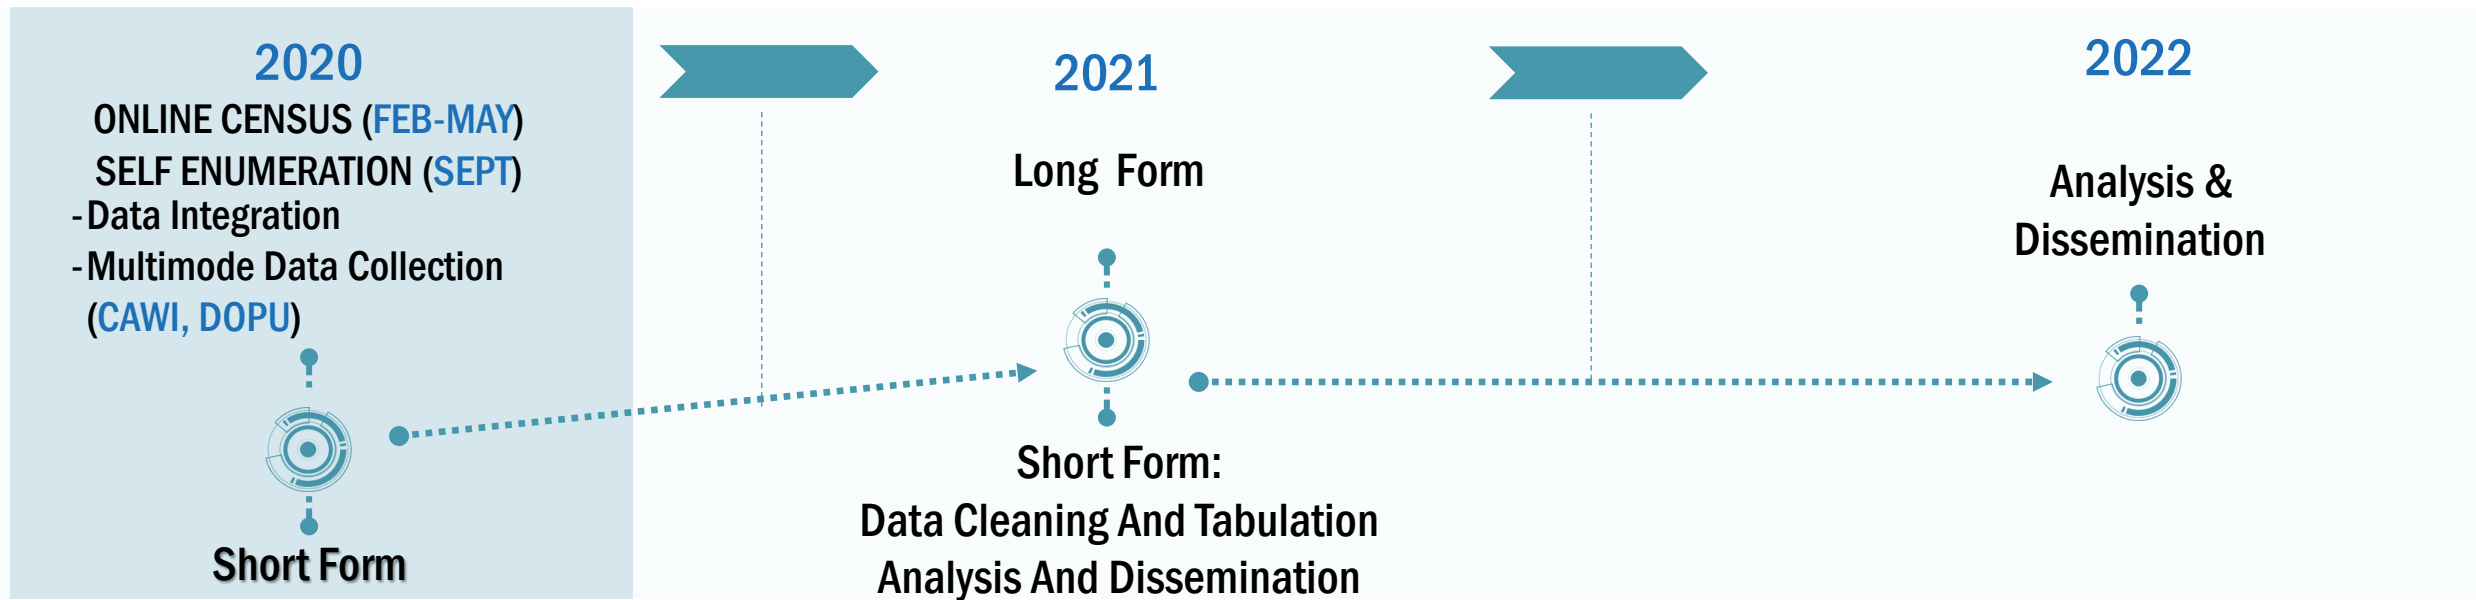 2020
ONLINE CENSUS (FEB-MAY)
SELF ENUMERATION (SEPT)
-Data Integration
-Multimode Data Collection
(CAWI, DOPU)
Short Form
2021
Long Form
Short Form:
Data Cleaning And Tabulation
Analysis And Dissemination
2022
Analysis &
Dissemination